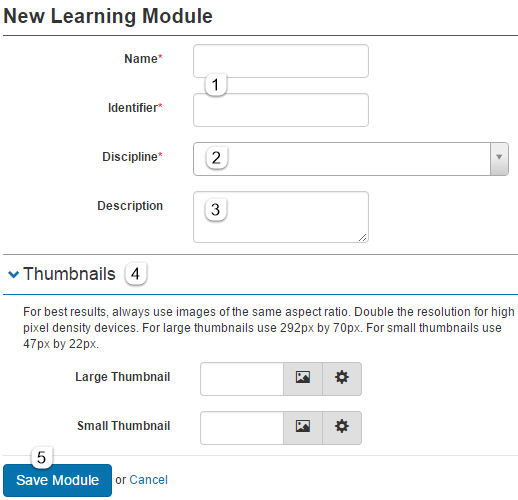 New Learning Module
Name*
1
Identifier*
Discipline*
2
Description
3
Thumbnails 4
For best results, always use images of the same aspect ratio. Double the resolution for high
pixel density devices. For large thumbnails use 292px by 70px. For small thumbnails use
47px by 22px.
Large Thumbnail
Small Thumbnail
5
Save Module or Cancel